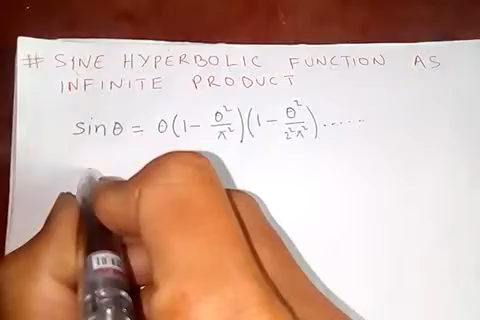 # SINE HYPERBOLIC FUNCTION AS
INFINITE PRODUCT
sinθ = θ(1 - θ²/π²)(1 - θ²/2²π²)......